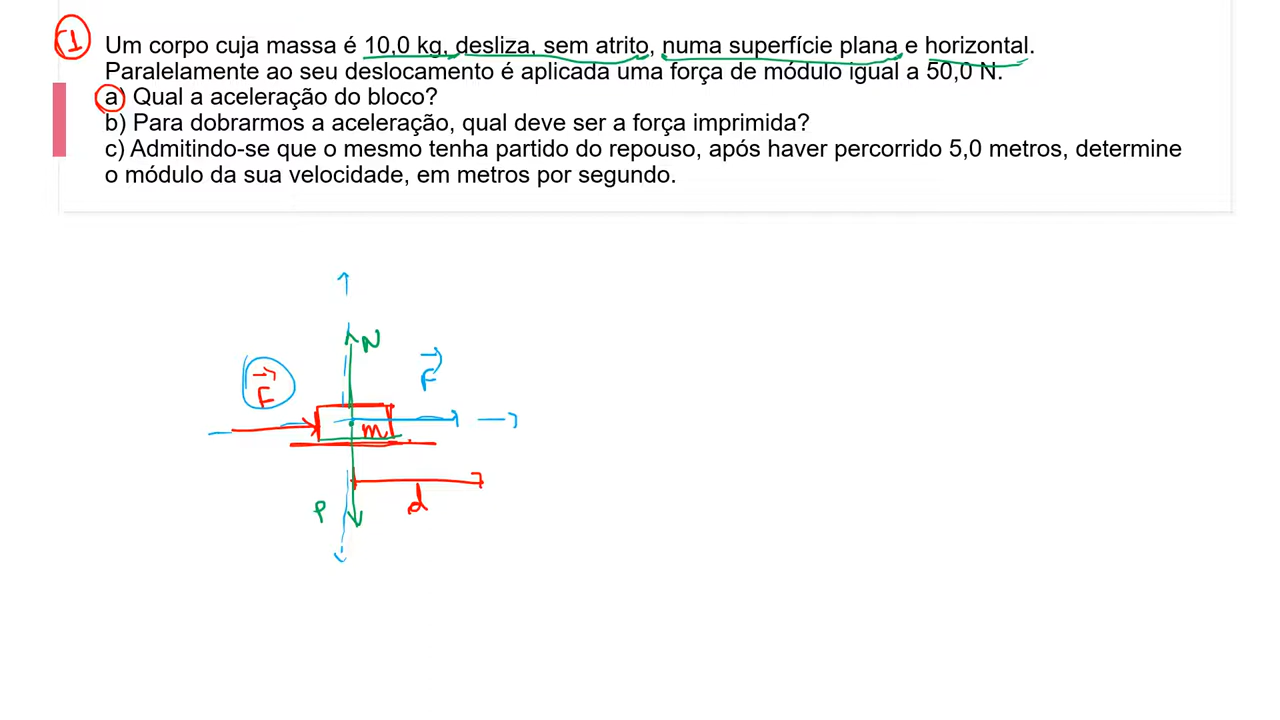 1 Um corpo cuja massa é 10,0 kg, desliza, sem atrito, numa superfície plana e horizontal.
Paralelamente ao seu deslocamento é aplicada uma força de módulo igual a 50,0 N.
a) Qual a aceleração do bloco?
b) Para dobrarmos a aceleração, qual deve ser a força imprimida?
c) Admitindo-se que o mesmo tenha partido do repouso, após haver percorrido 5,0 metros, determine
o módulo da sua velocidade, em metros por segundo.
N
F
F
m
P
d